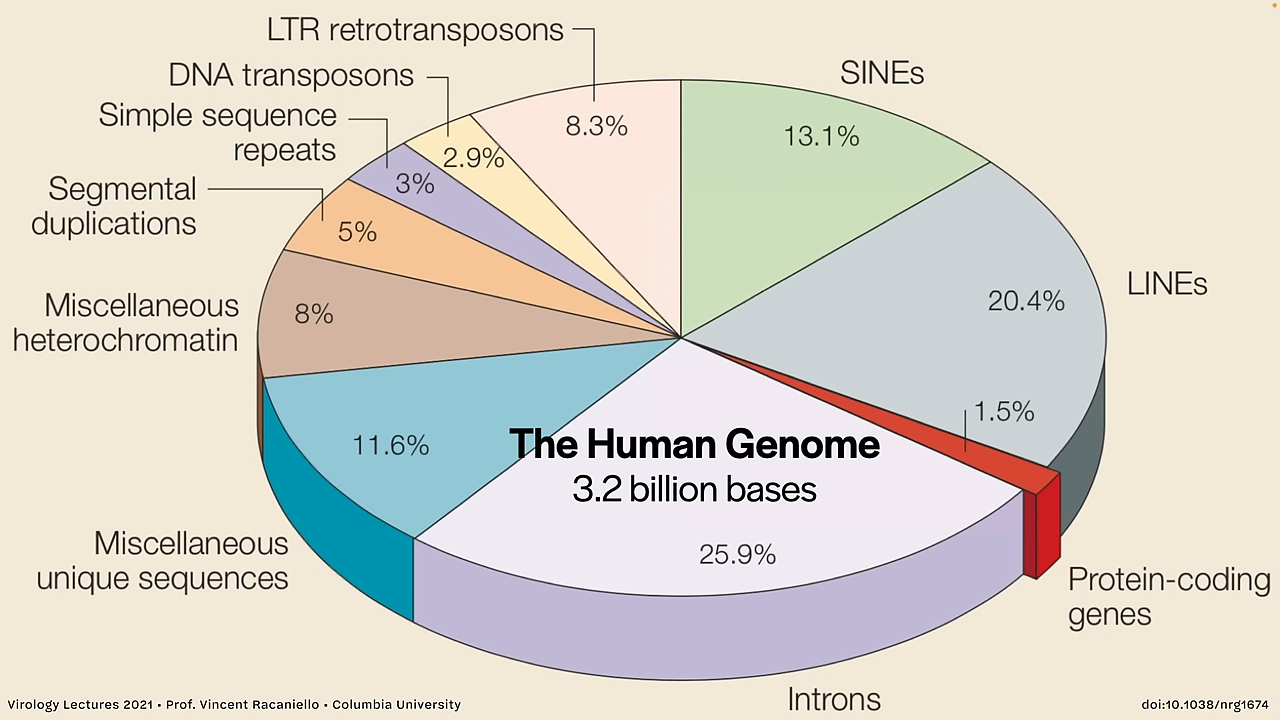 LTR retrotransposons
DNA transposons
Simple sequence
repeats
Segmental
duplications
Miscellaneous
heterochromatin
Miscellaneous
unique sequences
SINEs
LINEs
Protein-coding
genes
Introns
8.3%
13.1%
2.9%
3%
5%
20.4%
8%
1.5%
11.6%
The Human Genome
3.2 billion bases
25.9%
Virology Lectures 2021 • Prof. Vincent Racaniello • Columbia University
doi:10.1038/nrg1674